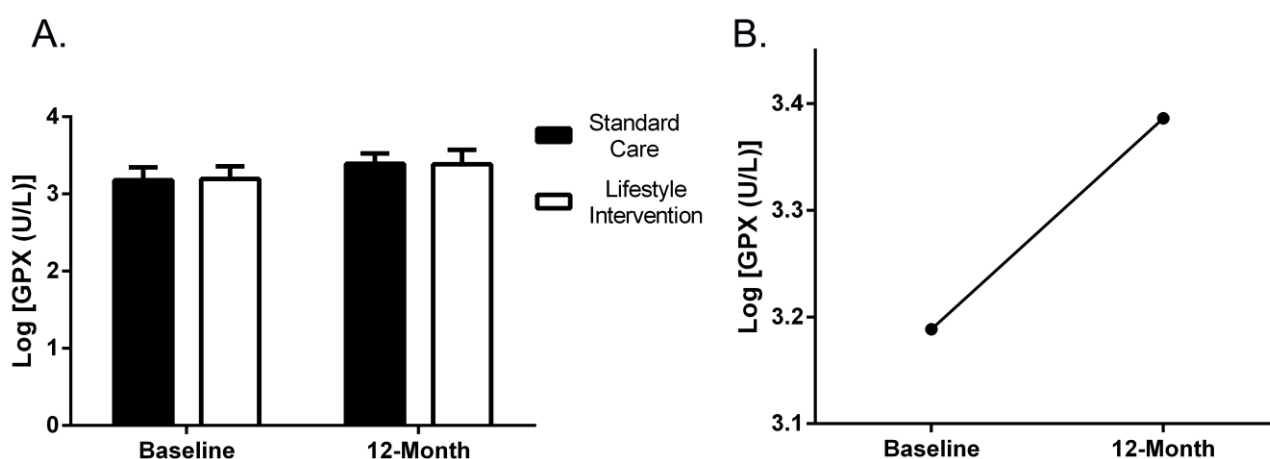 A.
Log [GPX (U/L)]
4
3
2
1
0
Baseline
12-Month
Standard
Care
Lifestyle
Intervention
B.
Log [GPX (U/L)]
3.4
3.3
3.2
3.1
Baseline
12-Month